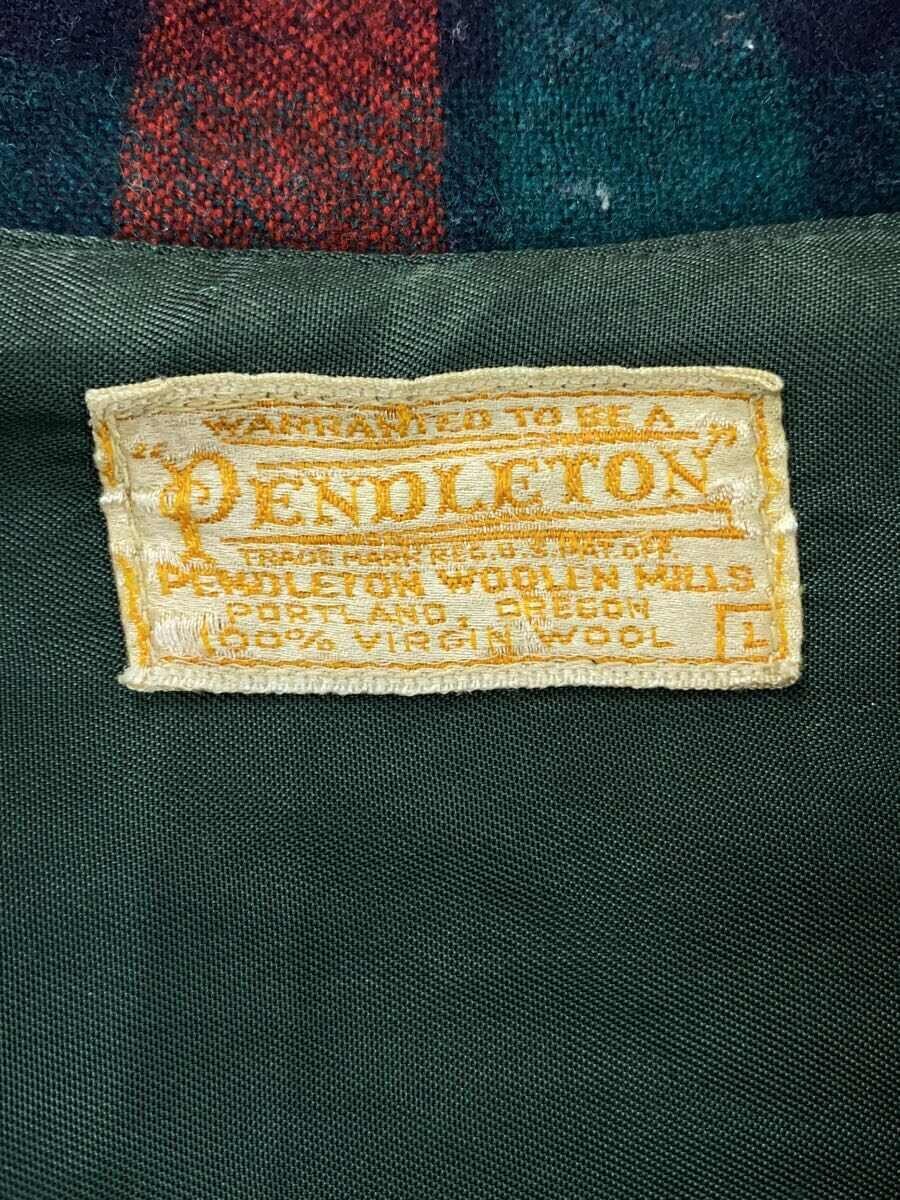 WARRANTED TO BE A
"PENDLETON"
TRADE MARK REG. U.S. PAT. OFF.
PENDLETON WOOLEN MILLS
PORTLAND, OREGON
100% VIRGIN WOOL
L